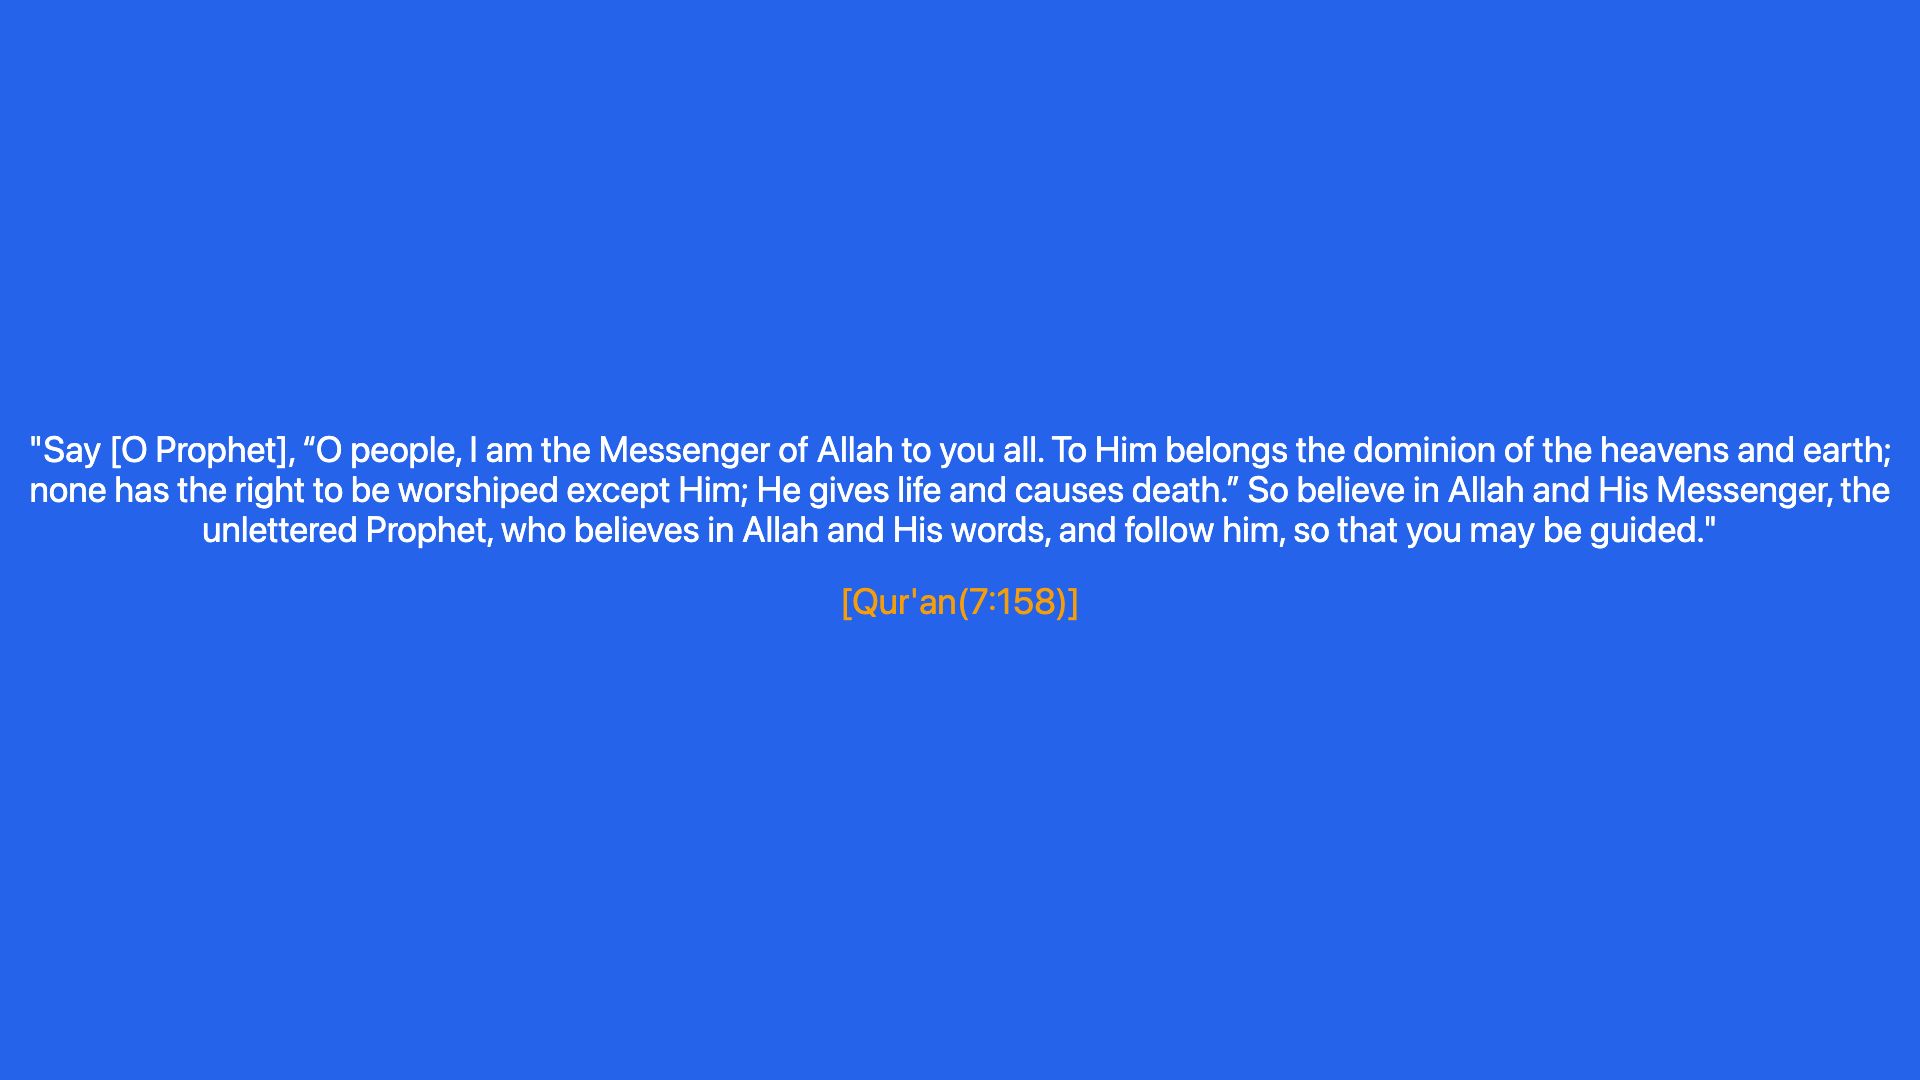 "Say [O Prophet], “O people, I am the Messenger of Allah to you all. To Him belongs the dominion of the heavens and earth;
none has the right to be worshiped except Him; He gives life and causes death.” So believe in Allah and His Messenger, the
unlettered Prophet, who believes in Allah and His words, and follow him, so that you may be guided."
[Qur'an(7:158)]